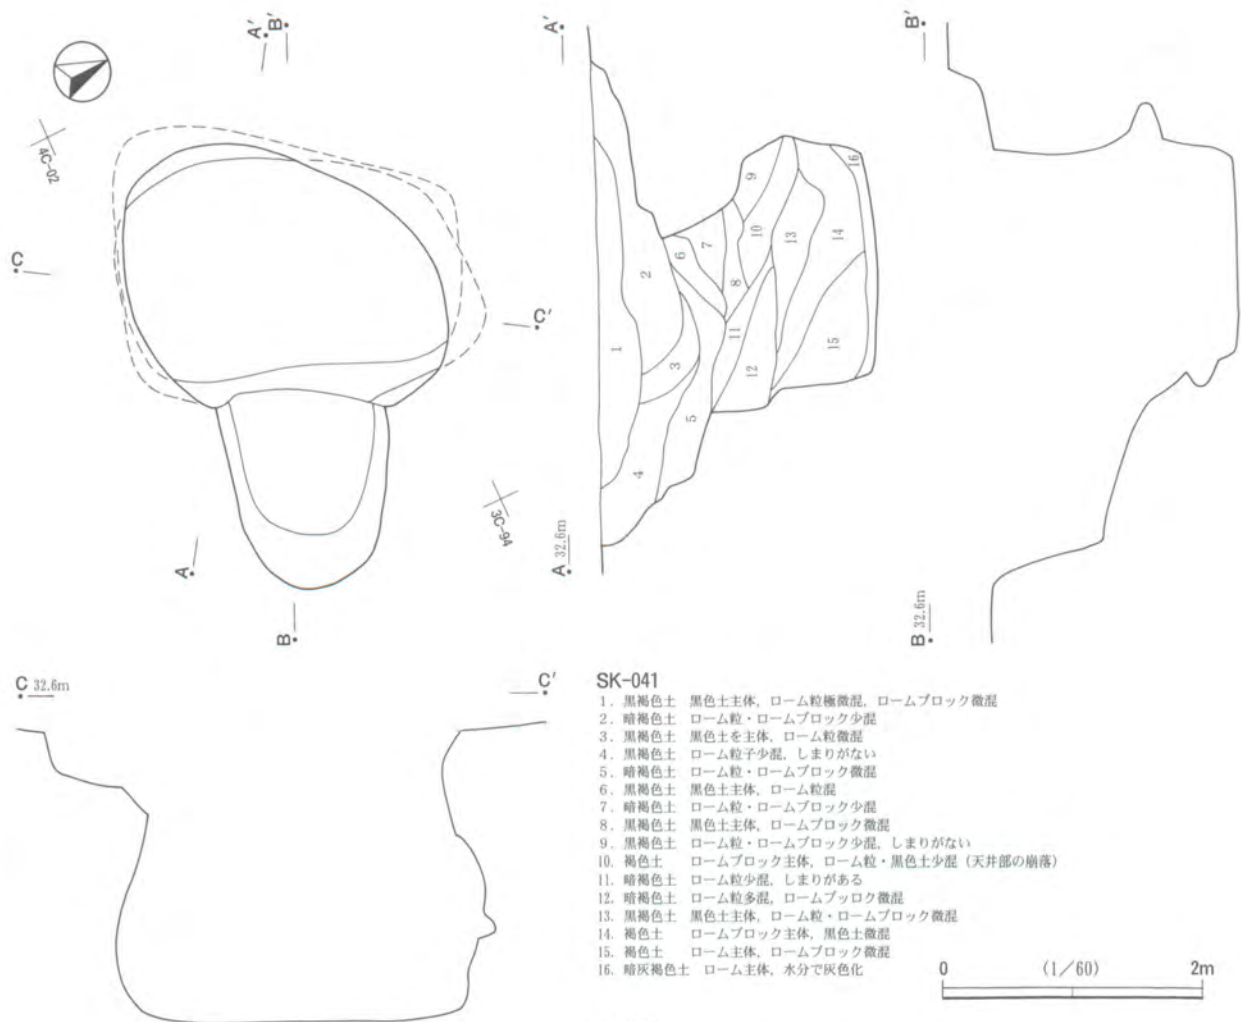 A'
B'
A'
B'
4C-02
C
C'
3C-94
A
B
1
2
3
4
5
6
7
8
9
10
11
12
13
14
15
16
A 32.6m
B 32.6m
C 32.6m
C'
SK-041
1. 黒褐色土 黒色土主体，ローム粒極微混，ロームブロック微混
2. 暗褐色土 ローム粒・ロームブロック少混
3. 黒褐色土 黒色土を主体，ローム粒微混
4. 黒褐色土 ローム粒子少混，しまりがない
5. 暗褐色土 ローム粒・ロームブロック微混
6. 黒褐色土 黒色土主体，ローム粒混
7. 暗褐色土 ローム粒・ロームブロック少混
8. 黒褐色土 黒色土主体，ロームブロック微混
9. 黒褐色土 ローム粒・ロームブロック少混，しまりがない
10. 褐色土 ロームブロック主体，ローム粒・黒色土少混（天井部の崩落）
11. 暗褐色土 ローム粒少混，しまりがある
12. 暗褐色土 ローム粒多混，ロームブッロク微混
13. 黒褐色土 黒色土主体，ローム粒・ロームブロック微混
14. 褐色土 ロームブロック主体，黒色土微混
15. 褐色土 ローム主体，ロームブロック微混
16. 暗灰褐色土 ローム主体，水分で灰色化
0 (1/60) 2m